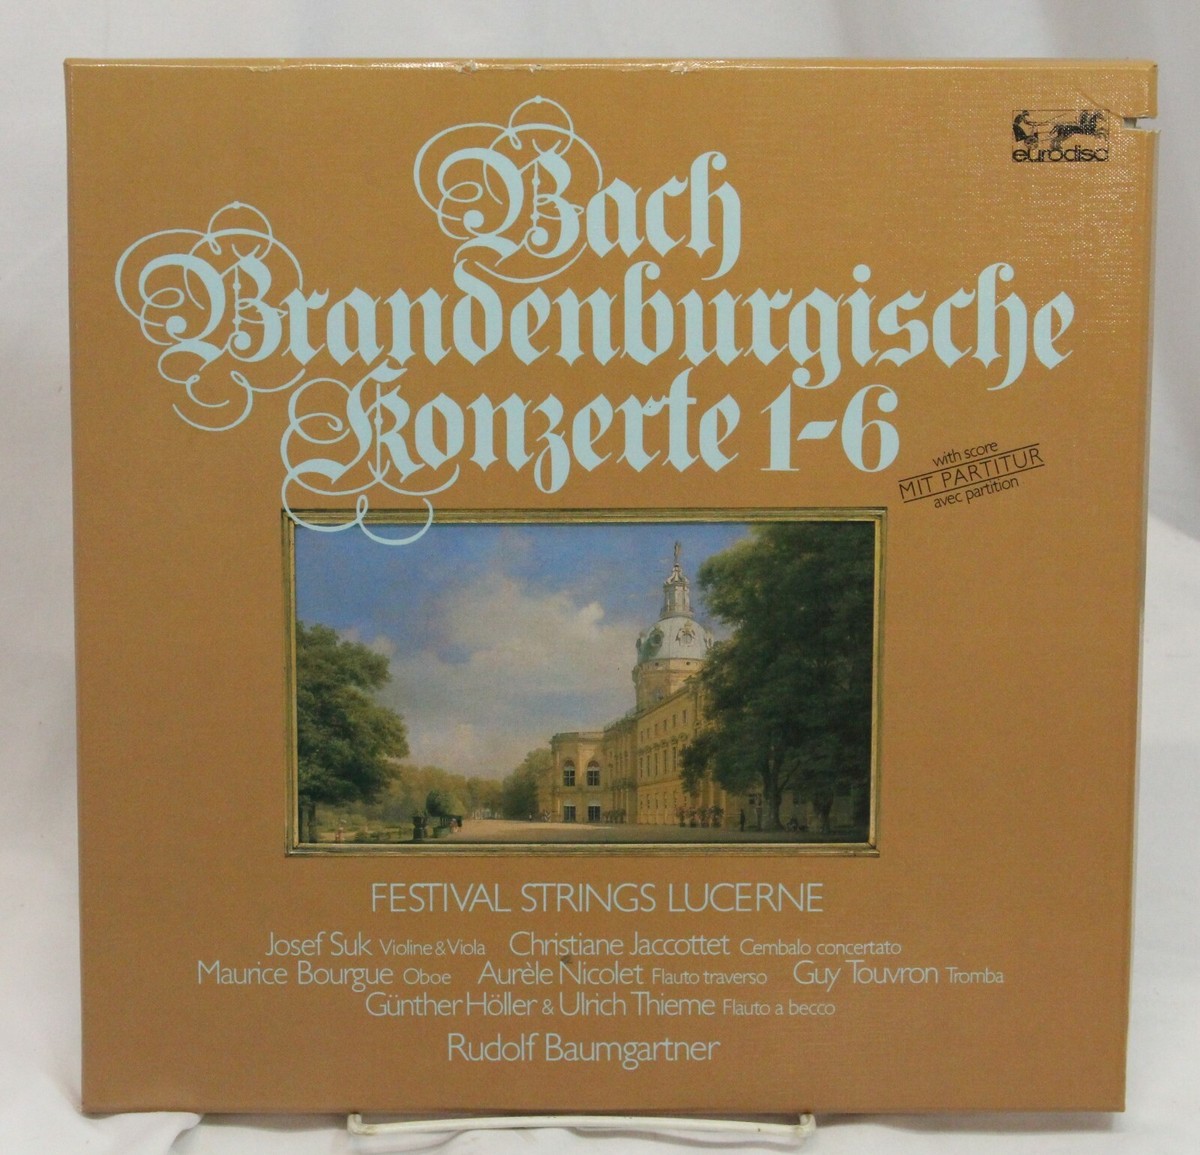 eurodisc
Bach
Brandenburgische
Konzerte 1-6
with score
MIT PARTITUR
avec partition
FESTIVAL STRINGS LUCERNE
Josef Suk Violine & Viola Christiane Jaccottet Cembalo concertato
Maurice Bourgue Oboe Aurèle Nicolet Flauto traverso Guy Touvron Tromba
Günther Höller & Ulrich Thieme Flauto a becco
Rudolf Baumgartner